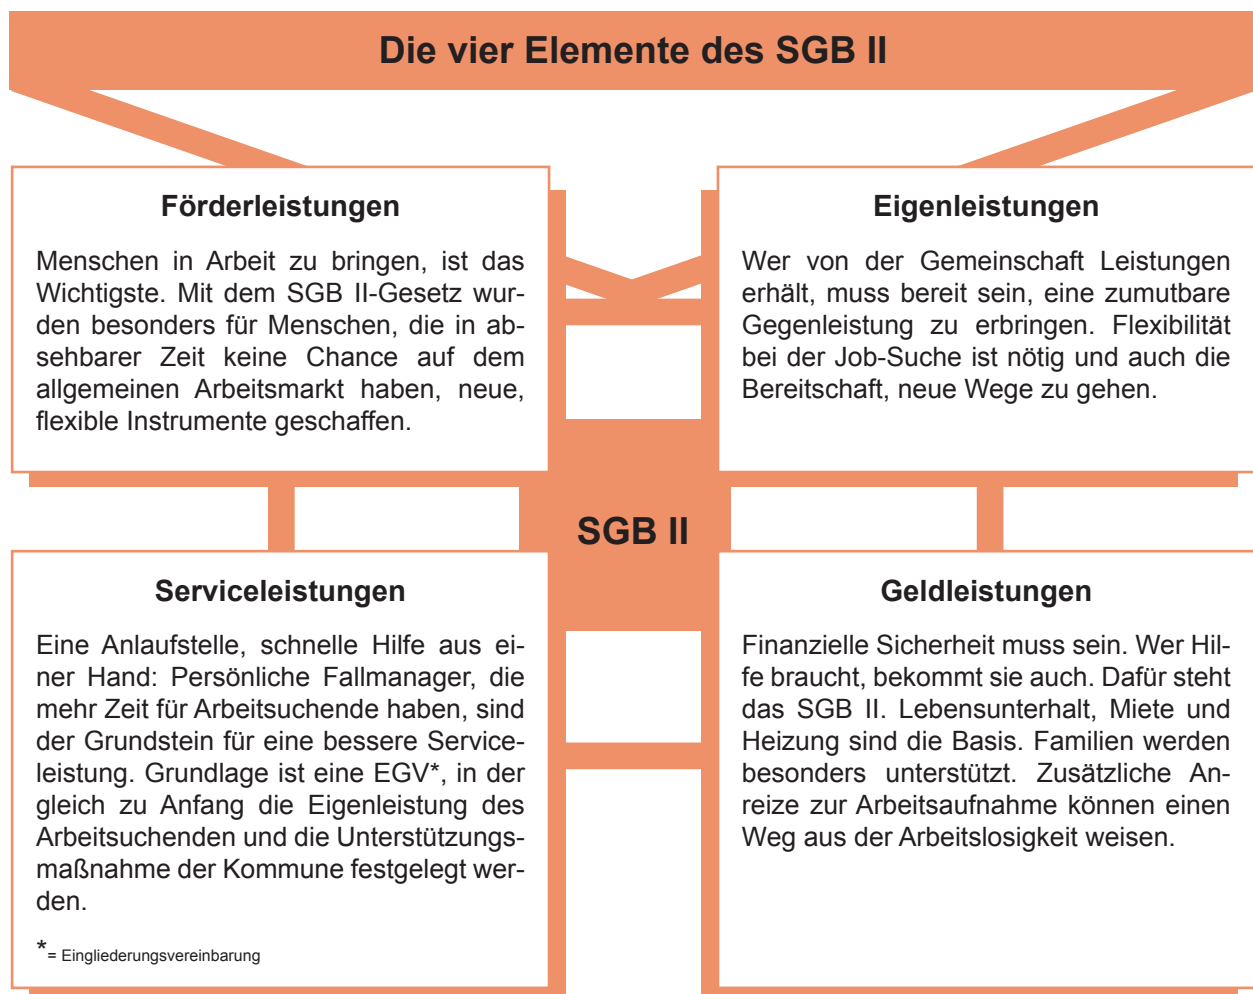 Die vier Elemente des SGB II
Förderleistungen
Menschen in Arbeit zu bringen, ist das
Wichtigste. Mit dem SGB II-Gesetz wur-
den besonders für Menschen, die in ab-
sehbarer Zeit keine Chance auf dem
allgemeinen Arbeitsmarkt haben, neue,
flexible Instrumente geschaffen.
Eigenleistungen
Wer von der Gemeinschaft Leistungen
erhält, muss bereit sein, eine zumutbare
Gegenleistung zu erbringen. Flexibilität
bei der Job-Suche ist nötig und auch die
Bereitschaft, neue Wege zu gehen.
SGB II
Serviceleistungen
Eine Anlaufstelle, schnelle Hilfe aus ei-
ner Hand: Persönliche Fallmanager, die
mehr Zeit für Arbeitsuchende haben, sind
der Grundstein für eine bessere Service-
leistung. Grundlage ist eine EGV*, in der
gleich zu Anfang die Eigenleistung des
Arbeitsuchenden und die Unterstützungs-
maßnahme der Kommune festgelegt wer-
den.
*= Eingliederungsvereinbarung
Geldleistungen
Finanzielle Sicherheit muss sein. Wer Hil-
fe braucht, bekommt sie auch. Dafür steht
das SGB II. Lebensunterhalt, Miete und
Heizung sind die Basis. Familien werden
besonders unterstützt. Zusätzliche An-
reize zur Arbeitsaufnahme können einen
Weg aus der Arbeitslosigkeit weisen.